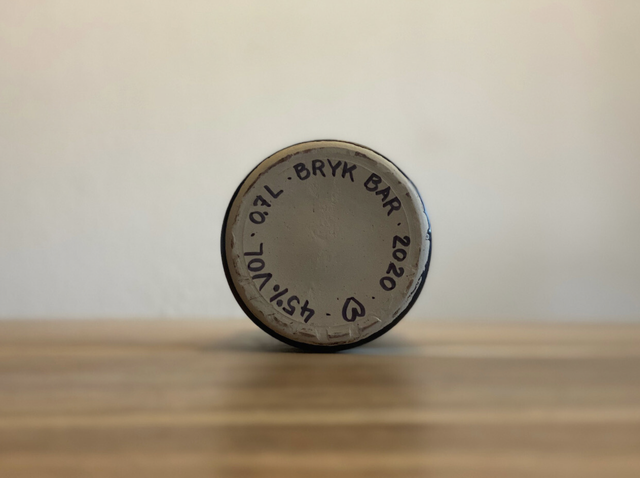 BRYK BAR · 2020 · ♡ · 45% VOL · 0,7L ·